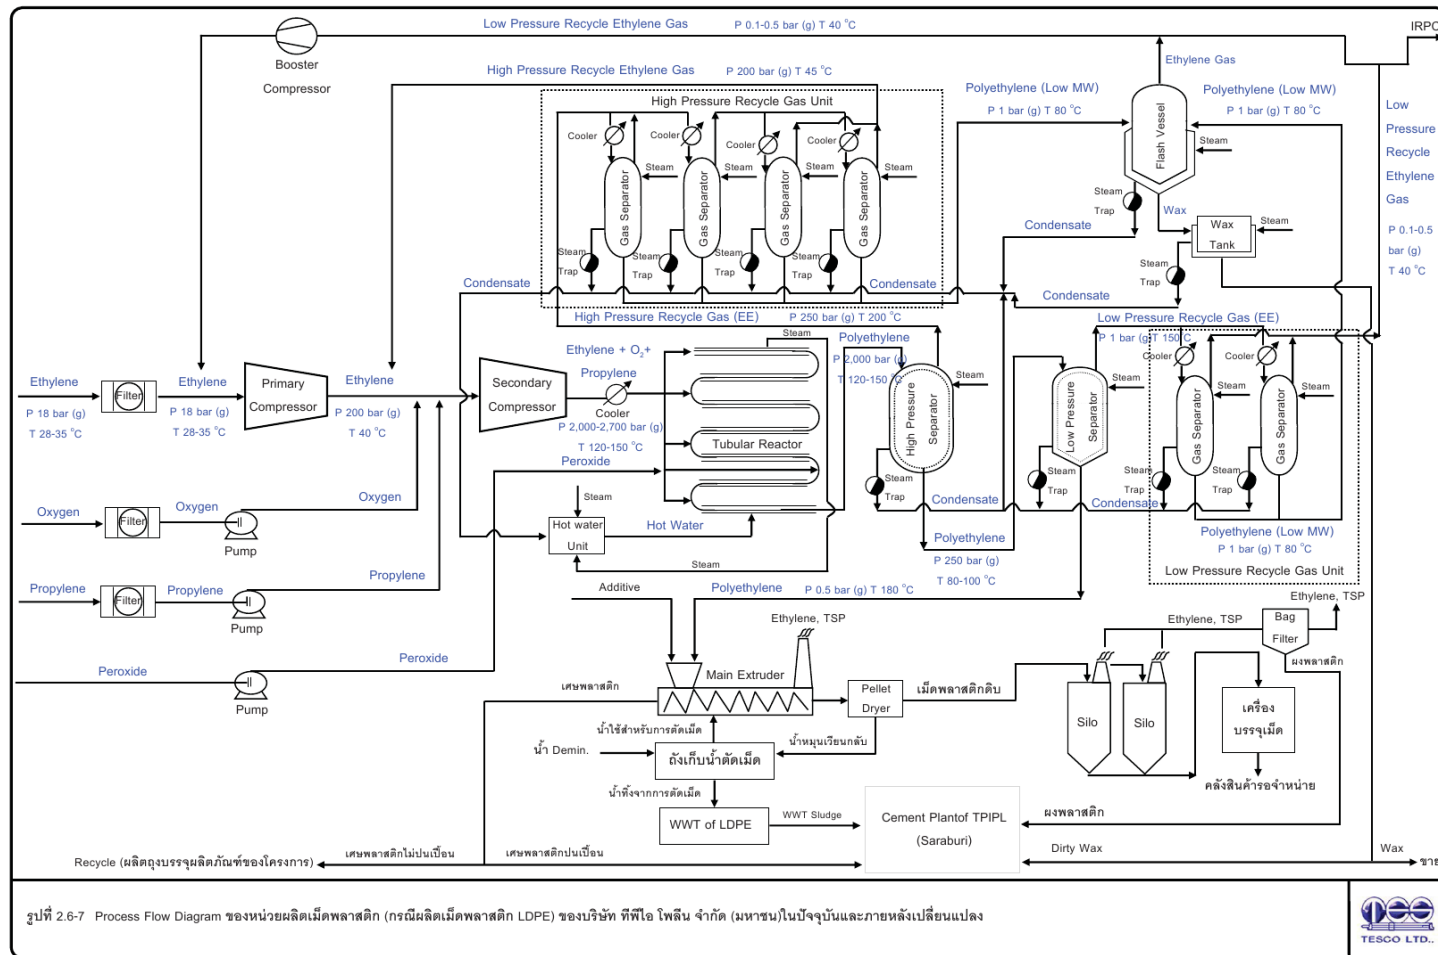 Low Pressure Recycle Ethylene Gas
P 0.1-0.5 bar (g) T 40 °C
IRPC
Booster
Compressor
Ethylene Gas
High Pressure Recycle Ethylene Gas
P 200 bar (g) T 45 °C
High Pressure Recycle Gas Unit
Cooler
Cooler
Cooler
Cooler
Steam
Steam
Steam
Steam
Gas Separator
Gas Separator
Gas Separator
Gas Separator
Steam
Trap
Steam
Trap
Steam
Trap
Steam
Trap
Polyethylene (Low MW)
P 1 bar (g) T 80 °C
Polyethylene (Low MW)
P 1 bar (g) T 80 °C
Flash Vessel
Steam
Steam
Trap
Wax
Wax
Tank
Steam
Steam
Trap
Low
Pressure
Recycle
Ethylene
Gas
P 0.1-0.5
bar (g)
T 40 °C
Condensate
Condensate
Condensate
Condensate
High Pressure Recycle Gas (EE)
P 250 bar (g) T 200 °C
Low Pressure Recycle Gas (EE)
P 1 bar (g) T 150 °C
Ethylene
P 18 bar (g)
T 28-35 °C
Filter
Ethylene
P 18 bar (g)
T 28-35 °C
Primary
Compressor
Ethylene
P 200 bar (g)
T 40 °C
Secondary
Compressor
Ethylene + O2+
Propylene
Cooler
P 2,000-2,700 bar (g)
T 120-150 °C
Peroxide
Steam
Tubular Reactor
Polyethylene
P 2,000 bar (g)
T 120-150 °C
High Pressure
Separator
Steam
Steam
Trap
Low Pressure
Separator
Steam
Steam
Trap
Cooler
Cooler
Gas Separator
Gas Separator
Steam
Steam
Steam
Trap
Steam
Trap
Condensate
Condensate
Oxygen
Filter
Oxygen
Pump
Oxygen
Steam
Hot water
Unit
Hot Water
Steam
Polyethylene
P 250 bar (g)
T 80-100 °C
Polyethylene (Low MW)
P 1 bar (g) T 80 °C
Low Pressure Recycle Gas Unit
Propylene
Filter
Propylene
Pump
Propylene
Additive
Polyethylene
P 0.5 bar (g) T 180 °C
Ethylene, TSP
Ethylene, TSP
Ethylene, TSP
Bag
Filter
ผงพลาสติก
Peroxide
Pump
Peroxide
เศษพลาสติก
Main Extruder
Pellet
Dryer
เม็ดพลาสติกดิบ
Silo
Silo
เครื่อง
บรรจุเม็ด
คลังสินค้ารอจำหน่าย
น้ำใช้สำหรับการตัดเม็ด
น้ำหมุนเวียนกลับ
น้ำ Demin.
ถังเก็บน้ำตัดเม็ด
น้ำทิ้งจากการตัดเม็ด
WWT of LDPE
WWT Sludge
Cement Plantof TPIPL
(Saraburi)
ผงพลาสติก
Dirty Wax
Wax
ขาย
Recycle (ผลิตถุงบรรจุผลิตภัณฑ์ของโครงการ)
เศษพลาสติกไม่ปนเปื้อน
เศษพลาสติกปนเปื้อน
รูปที่ 2.6-7 Process Flow Diagram ของหน่วยผลิตเม็ดพลาสติก (กรณีผลิตเม็ดพลาสติก LDPE) ของบริษัท ทีพีไอ โพลีน จำกัด (มหาชน)ในปัจจุบันและภายหลังเปลี่ยนแปลง
TESCO LTD..